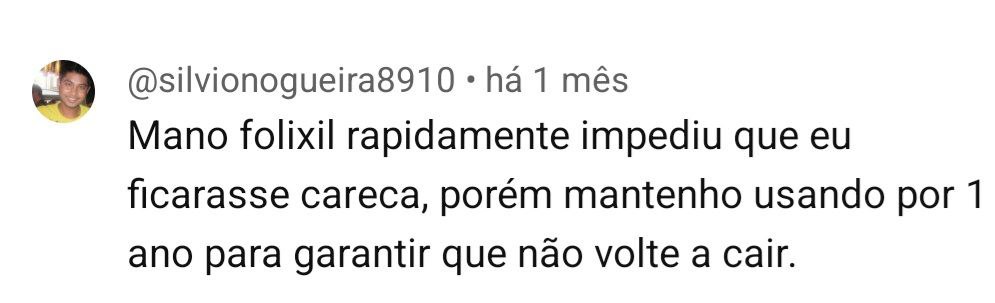 @silvionogueira8910 • há 1 mês
Mano folixil rapidamente impediu que eu
ficarasse careca, porém mantenho usando por 1
ano para garantir que não volte a cair.